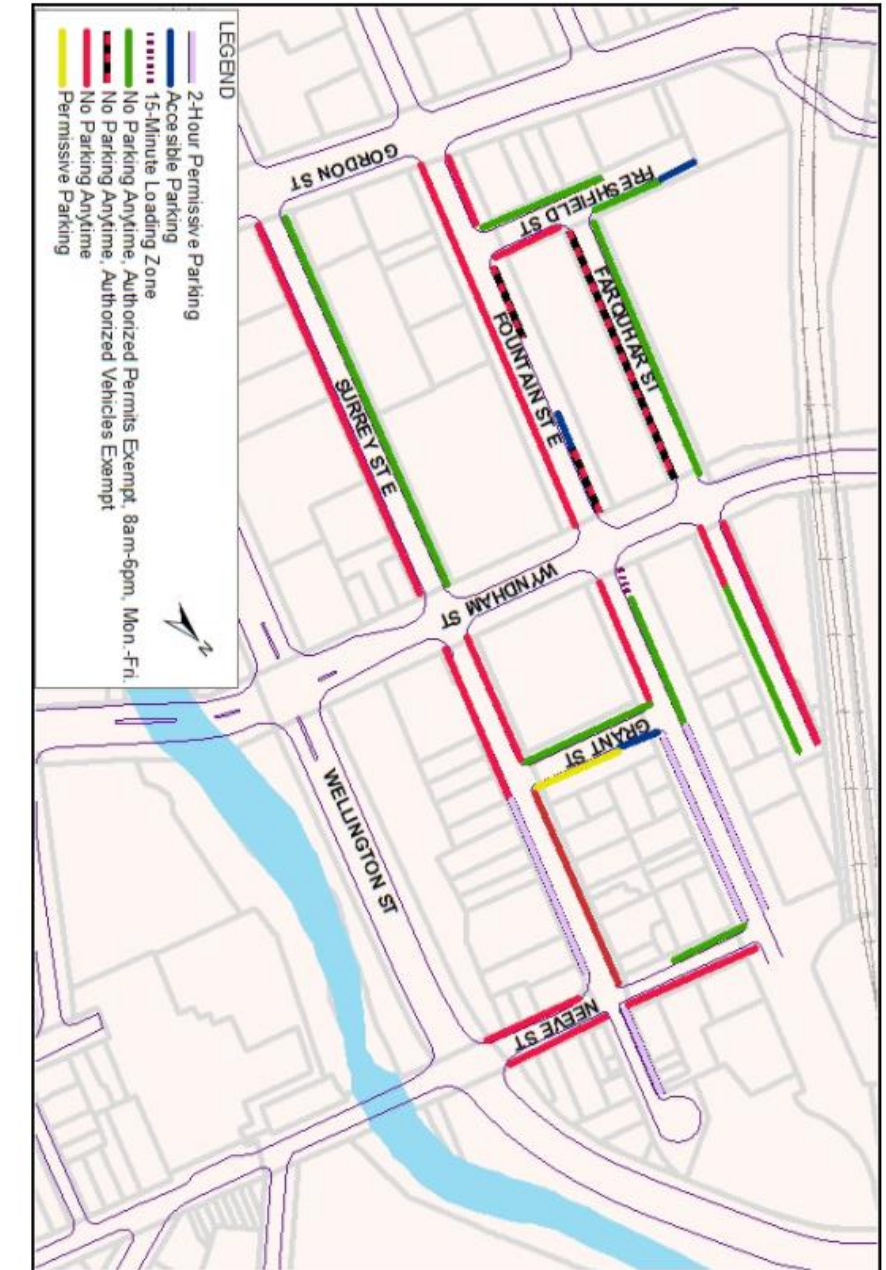 LEGEND
2-Hour Permissive Parking
Accesible Parking
15-Minute Loading Zone
No Parking Anytime, Authorized Permits Exempt, 8am-6pm, Mon.-Fri.
No Parking Anytime, Authorized Vehicles Exempt
No Parking Anytime
Permissive Parking
N
GORDON ST
FRESHFIELD ST
FARQUHAR ST
FOUNTAIN ST E
SURREY ST E
WYNDHAM ST
GRANT ST
WELLINGTON ST
NEEVE ST